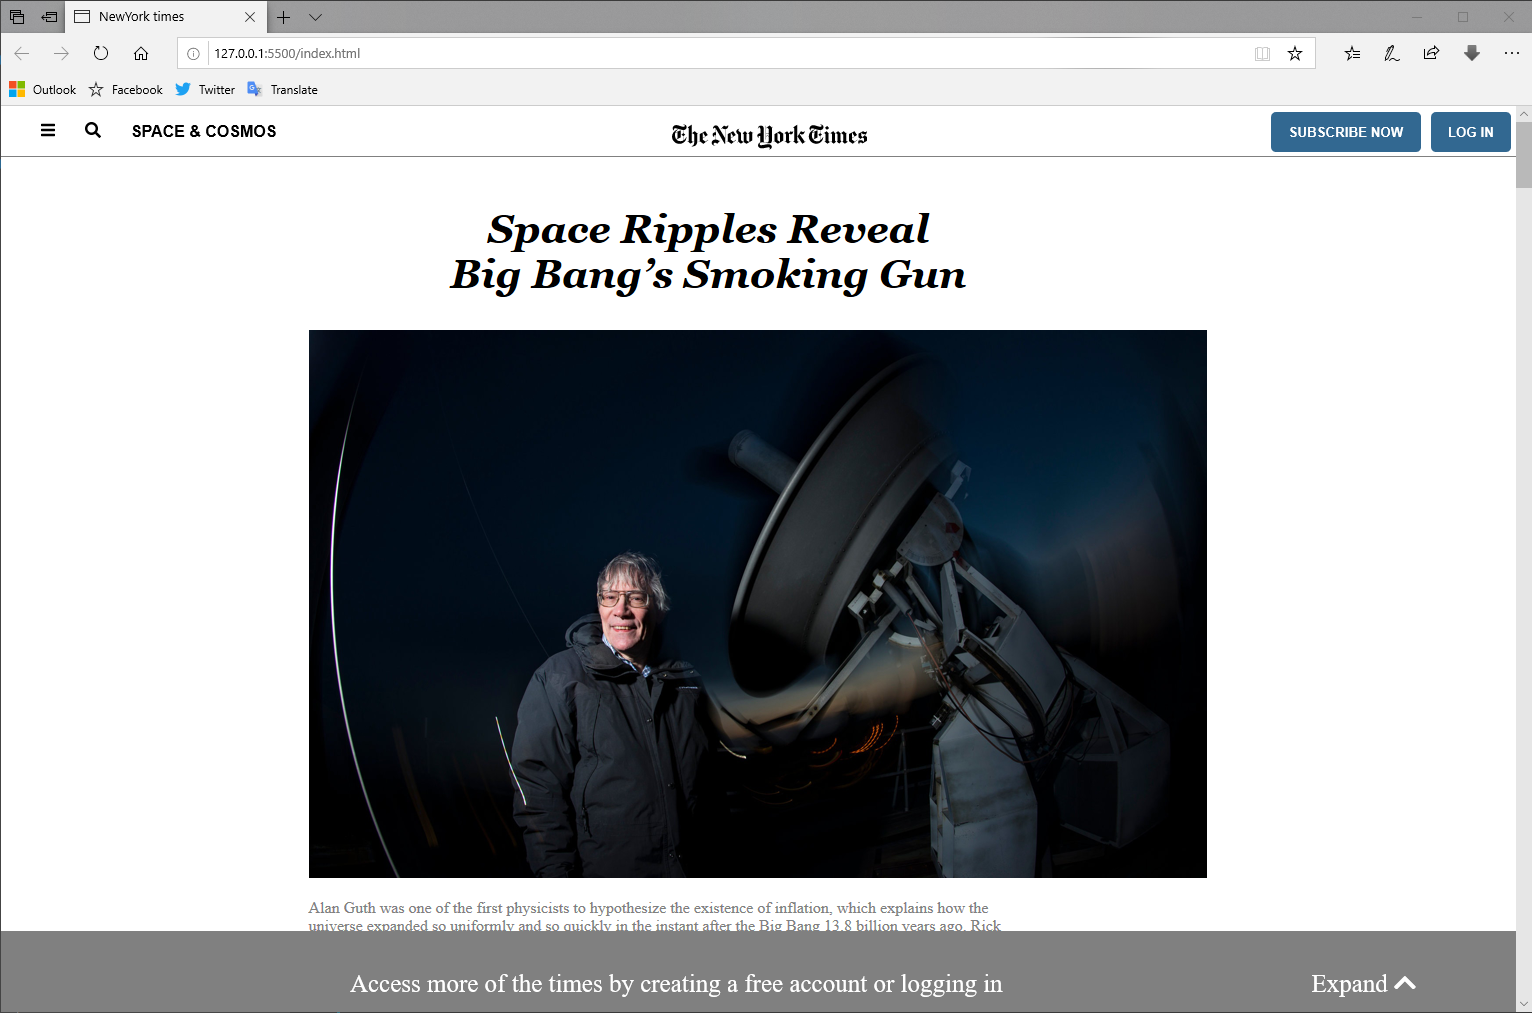 NewYork times
127.0.0.1:5500/index.html
Outlook Facebook Twitter Translate
SPACE & COSMOS The New York Times SUBSCRIBE NOW LOG IN
Space Ripples Reveal
Big Bang’s Smoking Gun
Alan Guth was one of the first physicists to hypothesize the existence of inflation, which explains how the
universe expanded so uniformly and so quickly in the instant after the Big Bang 13.8 billion years ago. Rick
Access more of the times by creating a free account or logging in Expand